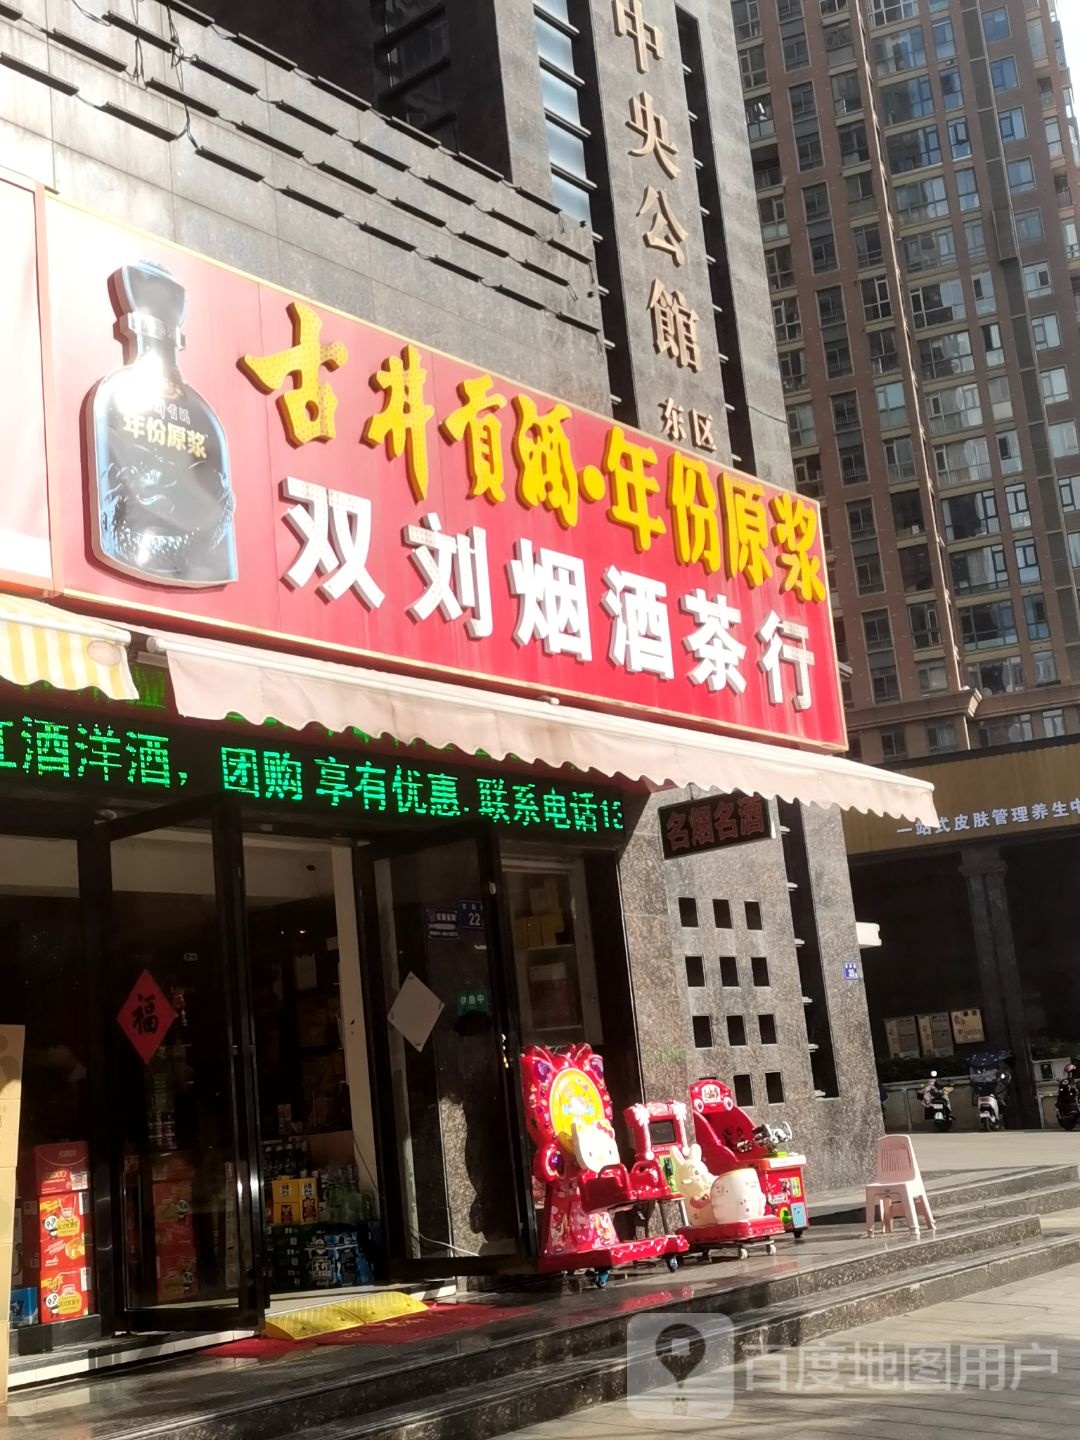 中央公館
东区
古井贡酒·年份原浆
年份原浆
双刘烟酒茶行
红酒洋酒，团购享有优惠.联系电话13
名烟名酒
一站式皮肤管理养生中
22
福
百度地图用户